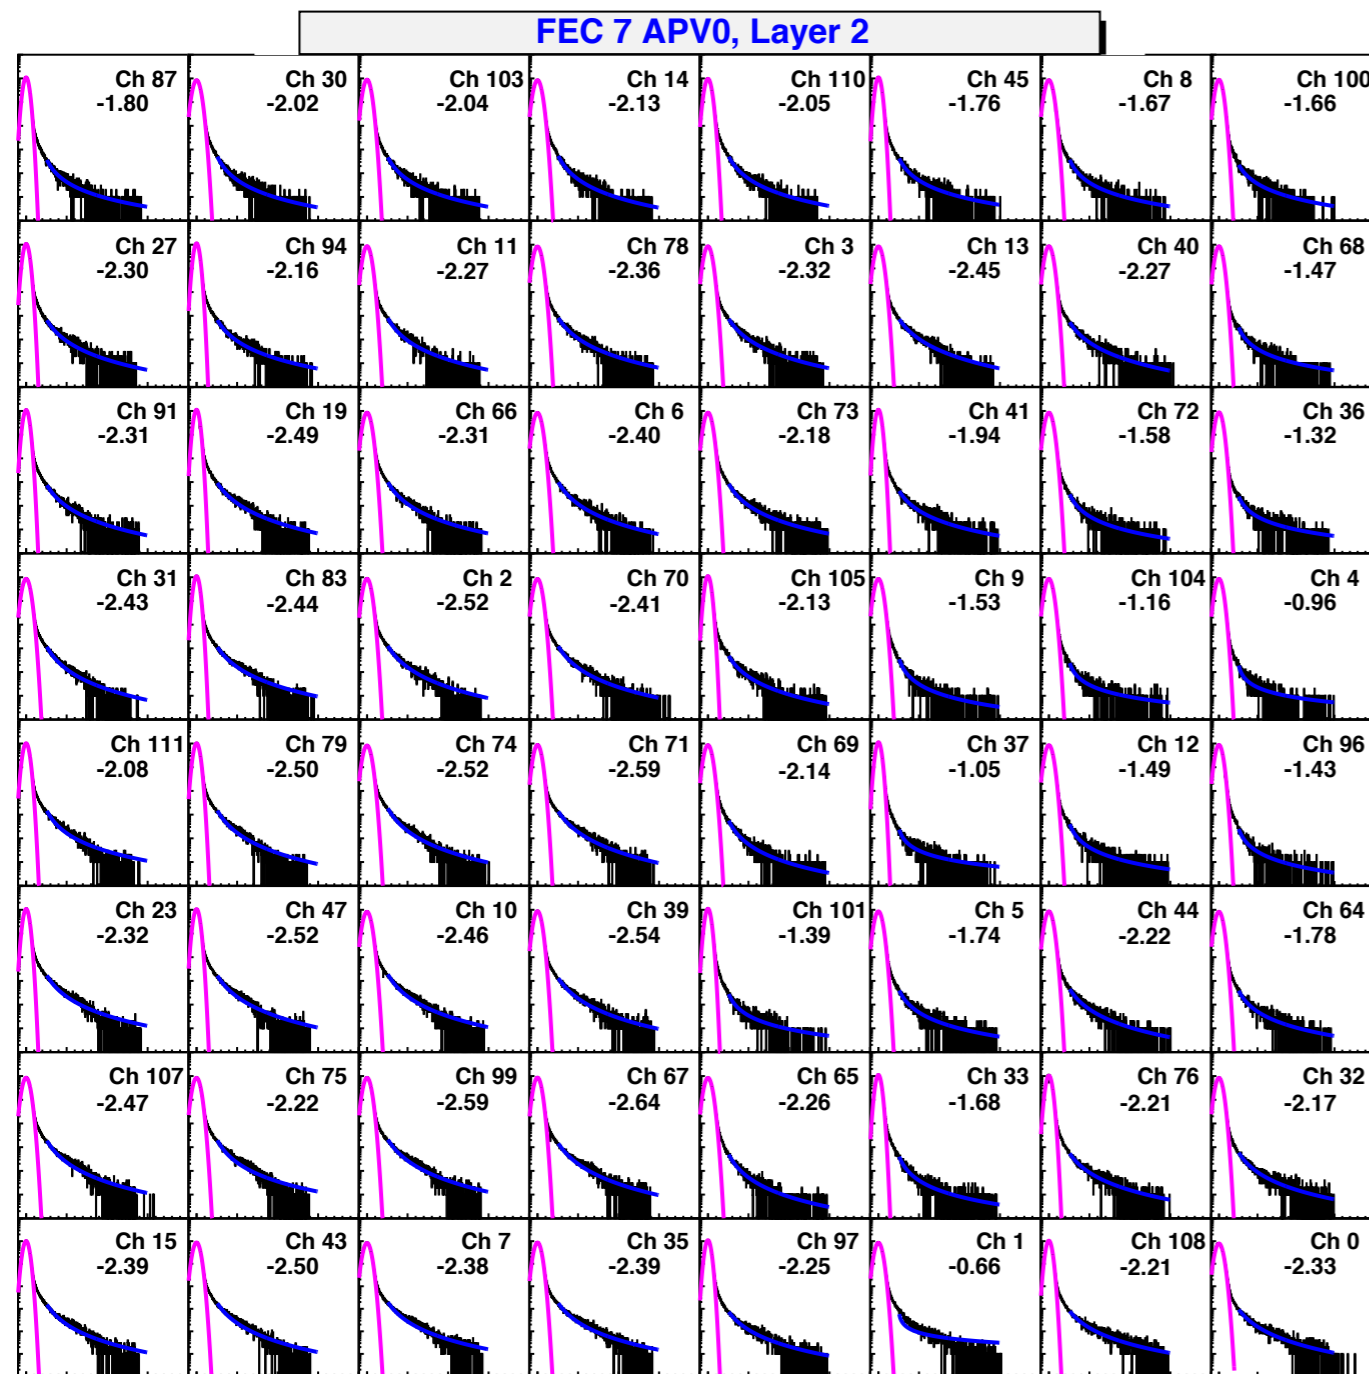 FEC 7 APV0, Layer 2
Ch 87
-1.80
Ch 30
-2.02
Ch 103
-2.04
Ch 14
-2.13
Ch 110
-2.05
Ch 45
-1.76
Ch 8
-1.67
Ch 100
-1.66
Ch 27
-2.30
Ch 94
-2.16
Ch 11
-2.27
Ch 78
-2.36
Ch 3
-2.32
Ch 13
-2.45
Ch 40
-2.27
Ch 68
-1.47
Ch 91
-2.31
Ch 19
-2.49
Ch 66
-2.31
Ch 6
-2.40
Ch 73
-2.18
Ch 41
-1.94
Ch 72
-1.58
Ch 36
-1.32
Ch 31
-2.43
Ch 83
-2.44
Ch 2
-2.52
Ch 70
-2.41
Ch 105
-2.13
Ch 9
-1.53
Ch 104
-1.16
Ch 4
-0.96
Ch 111
-2.08
Ch 79
-2.50
Ch 74
-2.52
Ch 71
-2.59
Ch 69
-2.14
Ch 37
-1.05
Ch 12
-1.49
Ch 96
-1.43
Ch 23
-2.32
Ch 47
-2.52
Ch 10
-2.46
Ch 39
-2.54
Ch 101
-1.39
Ch 5
-1.74
Ch 44
-2.22
Ch 64
-1.78
Ch 107
-2.47
Ch 75
-2.22
Ch 99
-2.59
Ch 67
-2.64
Ch 65
-2.26
Ch 33
-1.68
Ch 76
-2.21
Ch 32
-2.17
Ch 15
-2.39
Ch 43
-2.50
Ch 7
-2.38
Ch 35
-2.39
Ch 97
-2.25
Ch 1
-0.66
Ch 108
-2.21
Ch 0
-2.33